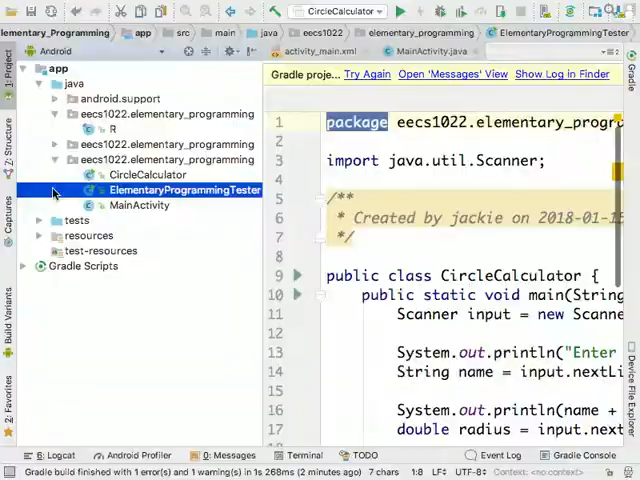 CircleCalculator
lementary_Programming
app
src
main
java
eecs1022
elementary_programming
ElementaryProgrammingTester
Android
activity_main.xml
MainActivity.java
1: Project
Z: Structure
Captures
Build Variants
2: Favorites
app
java
android.support
eecs1022.elementary_programming
R
eecs1022.elementary_programming
eecs1022.elementary_programming
CircleCalculator
ElementaryProgrammingTester
MainActivity
tests
resources
test-resources
Gradle Scripts
Gradle proje... Try Again Open 'Messages' View Show Log in Finder
1 package eecs1022.elementary_progra
2
3 import java.util.Scanner;
4
5 /**
6 * Created by jackie on 2018-01-15
7 */
8
9 public class CircleCalculator {
10 public static void main(String
11 Scanner input = new Scanne
12
13 System.out.println("Enter
14 String name = input.nextLi
15
16 System.out.println(name +
17 double radius = input.next
Gradle
Device File Explorer
6: Logcat
Android Profiler
0: Messages
Terminal
TODO
Event Log
Gradle Console
Gradle build finished with 1 error(s) and 1 warning(s) in 1s 268ms (2 minutes ago)
7 chars
1:8
LF
UTF-8
Context: <no context>